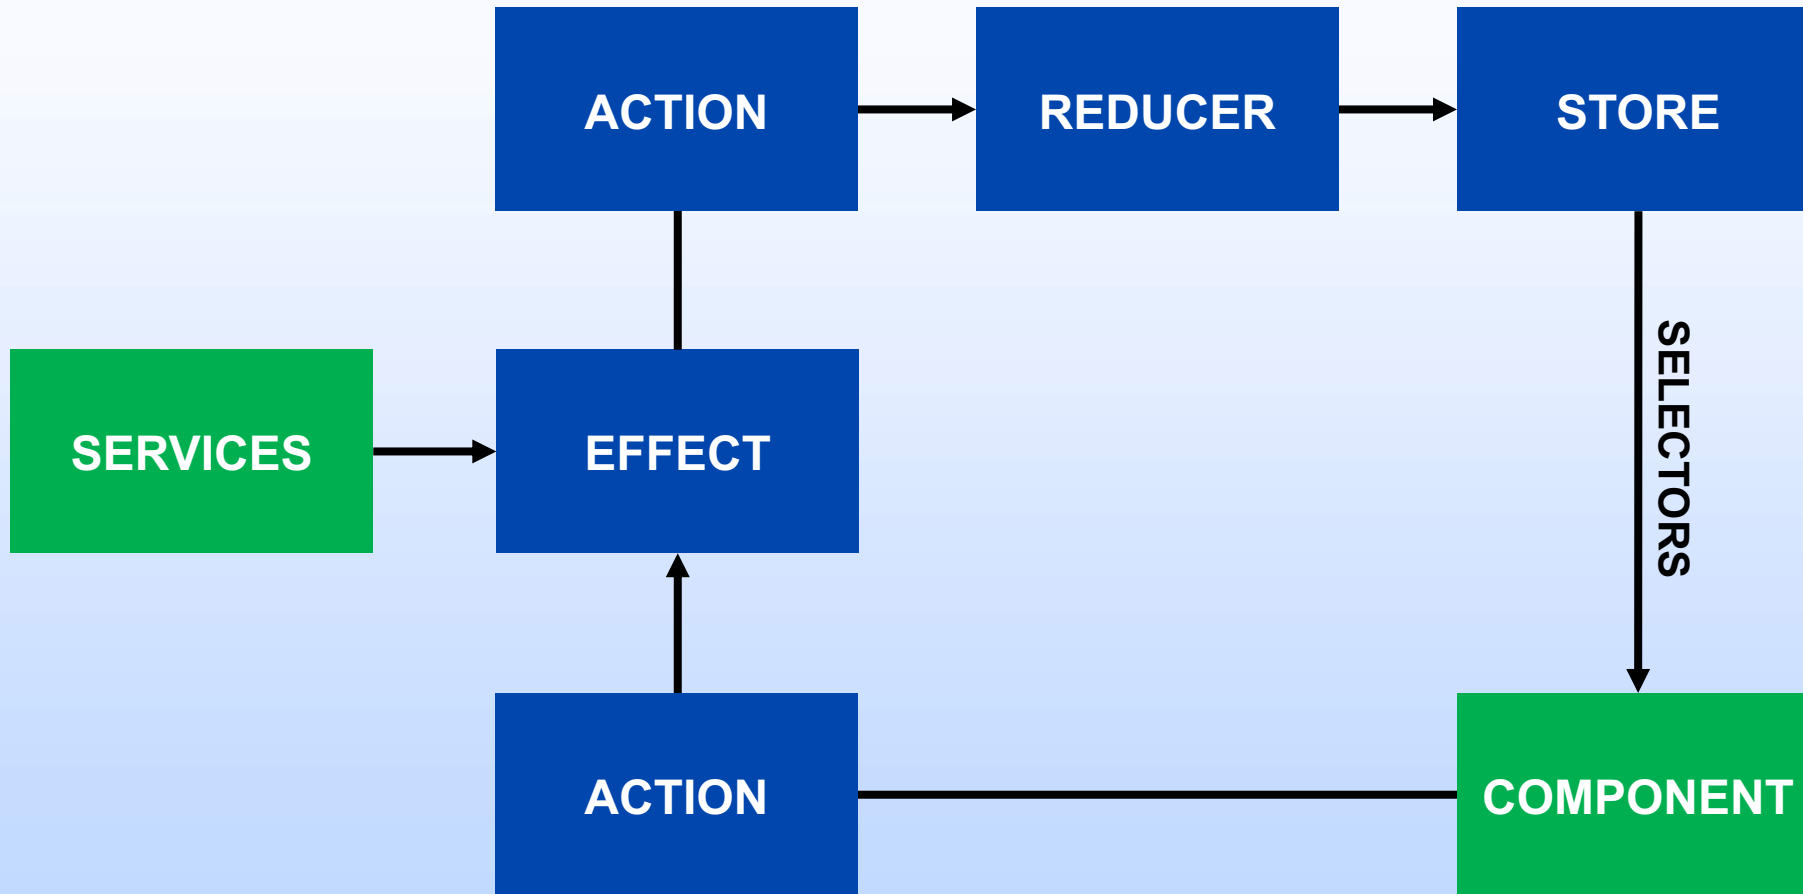 ACTION
REDUCER
STORE
SERVICES
EFFECT
SELECTORS
ACTION
COMPONENT